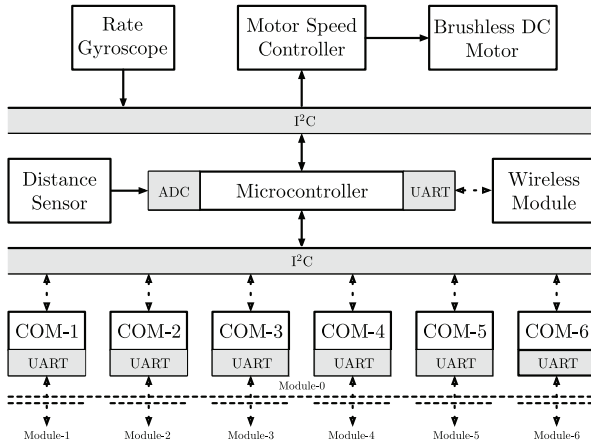 Rate
Gyroscope
Motor Speed
Controller
Brushless DC
Motor
I²C
Distance
Sensor
ADC
Microcontroller
UART
Wireless
Module
I²C
COM-1
COM-2
COM-3
COM-4
COM-5
COM-6
UART
UART
UART
UART
UART
UART
Module-0
Module-1
Module-2
Module-3
Module-4
Module-5
Module-6